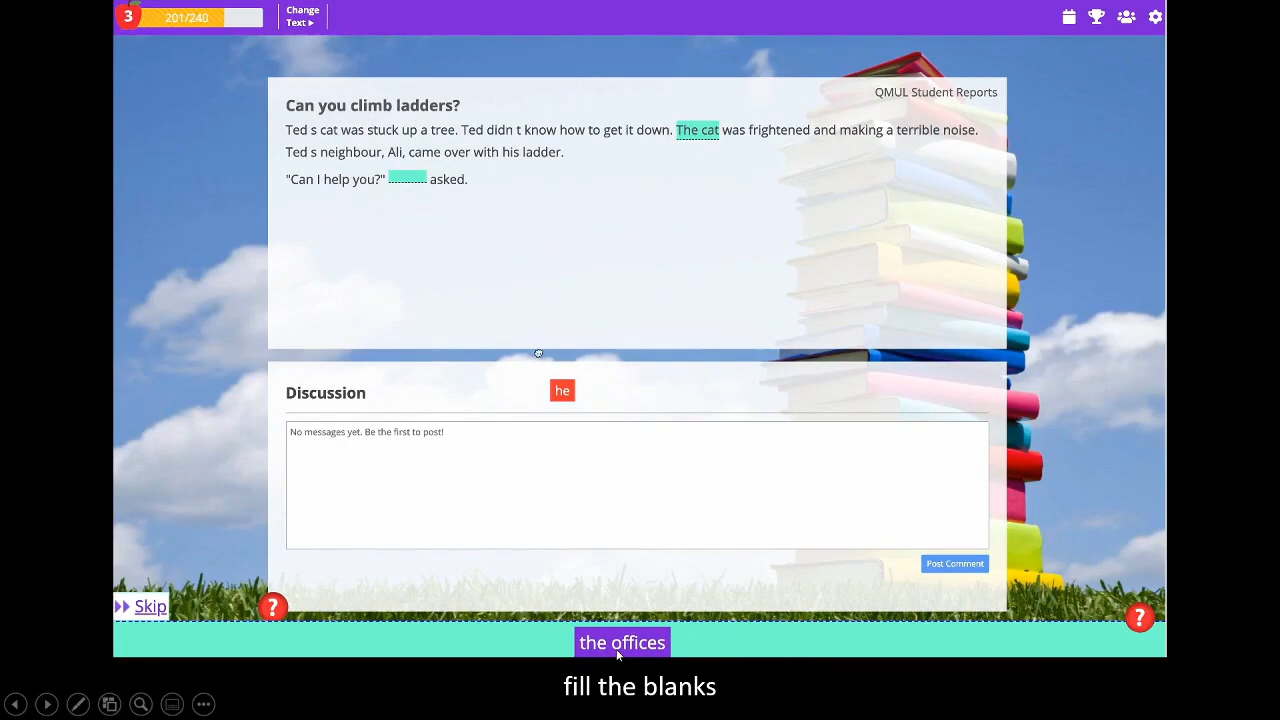 3
201/240
Change
Text ▸
QMUL Student Reports
Can you climb ladders?
Ted s cat was stuck up a tree. Ted didn t know how to get it down. The cat was frightened and making a terrible noise.
Ted s neighbour, Ali, came over with his ladder.
"Can I help you?" asked.
Discussion
he
No messages yet. Be the first to post!
Post Comment
Skip
?
?
the offices
fill the blanks